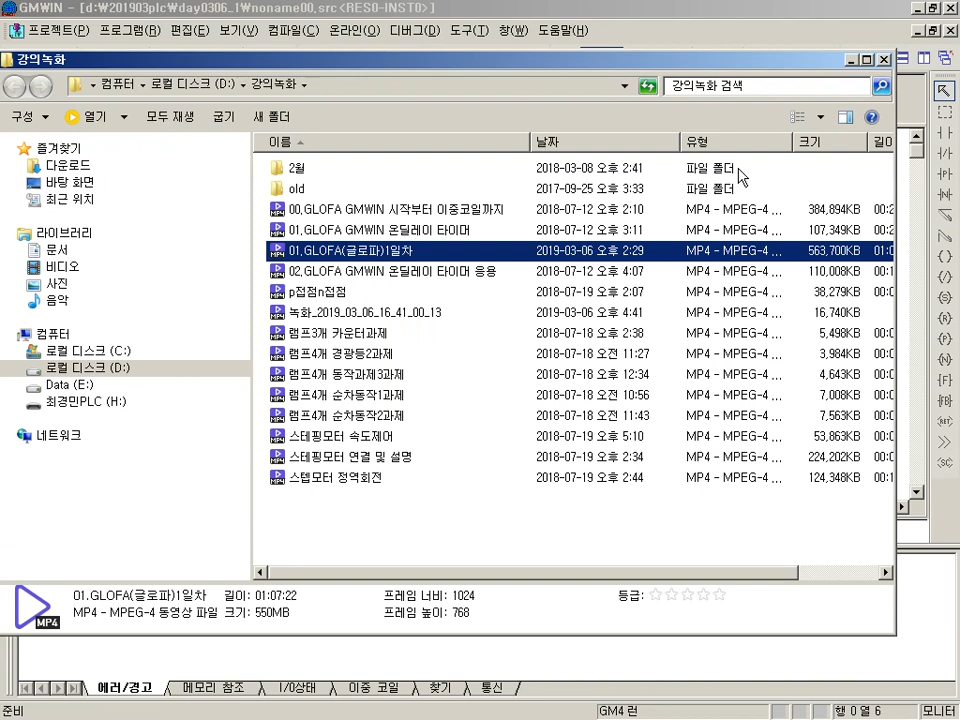 GMWIN - [d:\201903plc\day0306_1\noname00.src<RES0-INST0>]
프로젝트(P) 프로그램(R) 편집(E) 보기(V) 컴파일(C) 온라인(O) 디버그(D) 도구(T) 창(W) 도움말(H)
강의녹화
컴퓨터 로컬 디스크 (D:) 강의녹화
강의녹화 검색
구성 열기 모두 재생 굽기 새 폴더
즐겨찾기
다운로드
바탕 화면
최근 위치
라이브러리
문서
비디오
사진
음악
컴퓨터
로컬 디스크 (C:)
로컬 디스크 (D:)
Data (E:)
최경민PLC (H:)
네트워크
이름 날짜 유형 크기 길이
2월 2018-03-08 오후 2:41 파일 폴더
old 2017-09-25 오후 3:33 파일 폴더
00.GLOFA GMWIN 시작부터 이중코일까지 2018-07-12 오후 2:10 MP4 - MPEG-4 ... 384,894KB 00:2
01.GLOFA GMWIN 온딜레이 타이머 2018-07-12 오후 3:11 MP4 - MPEG-4 ... 107,349KB 00:
01.GLOFA(글로파)1일차 2019-03-06 오후 2:29 MP4 - MPEG-4 ... 563,700KB 01:0
02.GLOFA GMWIN 온딜레이 타이머 응용 2018-07-12 오후 4:07 MP4 - MPEG-4 ... 110,008KB 00:1
p접점n접점 2018-07-19 오후 2:07 MP4 - MPEG-4 ... 38,279KB 00:0
녹화_2019_03_06_16_41_00_13 2019-03-06 오후 4:41 MP4 - MPEG-4 ... 16,740KB
램프3개 카운터과제 2018-07-18 오후 2:38 MP4 - MPEG-4 ... 5,498KB 00:0
램프4개 경광등2과제 2018-07-18 오전 11:27 MP4 - MPEG-4 ... 3,984KB 00:0
램프4개 동작과제3과제 2018-07-18 오후 12:34 MP4 - MPEG-4 ... 4,643KB 00:0
램프4개 순차동작1과제 2018-07-18 오전 10:56 MP4 - MPEG-4 ... 7,008KB 00:0
램프4개 순차동작2과제 2018-07-18 오전 11:43 MP4 - MPEG-4 ... 7,563KB 00:0
스테핑모터 속도제어 2018-07-19 오후 5:10 MP4 - MPEG-4 ... 53,863KB 00:0
스테핑모터 연결 및 설명 2018-07-19 오후 2:34 MP4 - MPEG-4 ... 224,202KB 00:1
스텝모터 정역회전 2018-07-19 오후 2:44 MP4 - MPEG-4 ... 124,348KB 00:1
01.GLOFA(글로파)1일차 길이: 01:07:22 프레임 너비: 1024 등급:
MP4 - MPEG-4 동영상 파일 크기: 550MB 프레임 높이: 768
MP4
에러/경고 메모리 참조 I/O상태 이중 코일 찾기 통신
준비 GM4 런 행 0 열 6 모니터